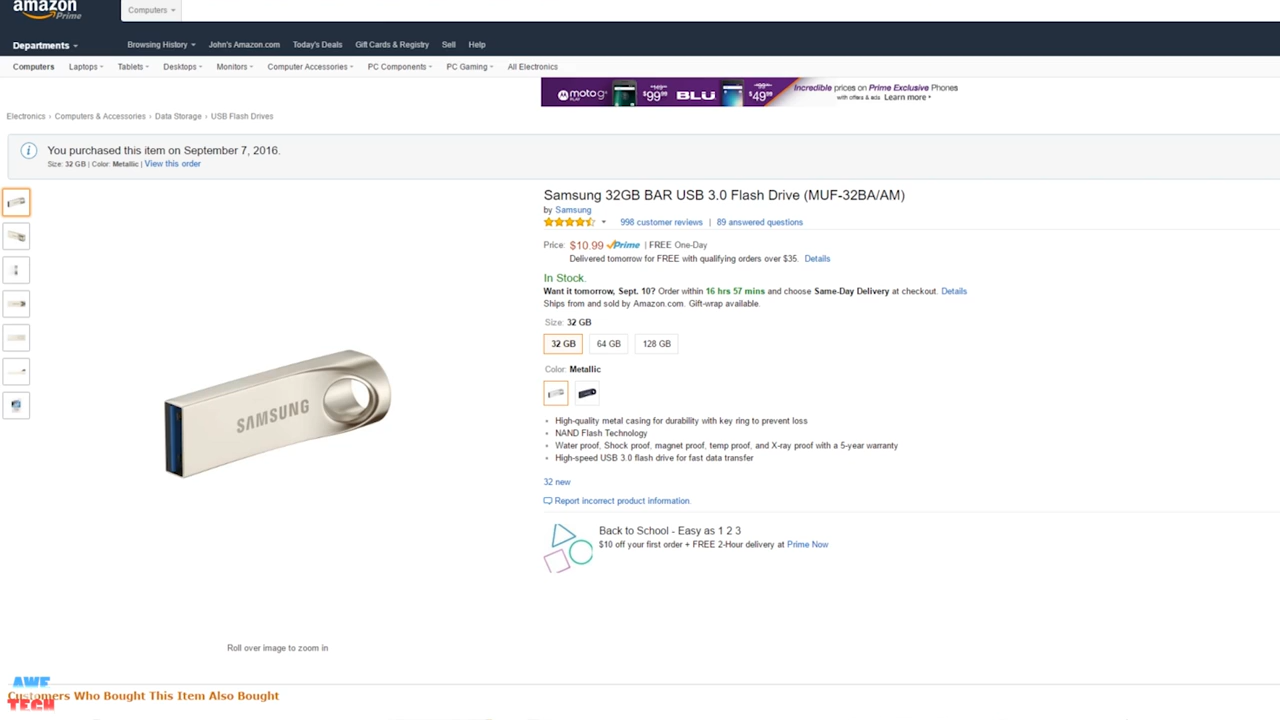 amazon
Prime
Computers
Departments
Browsing History
John's Amazon.com
Today's Deals
Gift Cards & Registry
Sell
Help
Computers
Laptops
Tablets
Desktops
Monitors
Computer Accessories
PC Components
PC Gaming
All Electronics
moto g PLAY $99.99 BLU $49.99 Incredible prices on Prime Exclusive Phones
with offers & ads Learn more
Electronics › Computers & Accessories › Data Storage › USB Flash Drives
You purchased this item on September 7, 2016.
Size: 32 GB | Color: Metallic | View this order
Samsung 32GB BAR USB 3.0 Flash Drive (MUF-32BA/AM)
by Samsung
998 customer reviews | 89 answered questions
Price: $10.99 Prime | FREE One-Day
Delivered tomorrow for FREE with qualifying orders over $35. Details
In Stock.
Want it tomorrow, Sept. 10? Order within 16 hrs 57 mins and choose Same-Day Delivery at checkout. Details
Ships from and sold by Amazon.com. Gift-wrap available.
Size: 32 GB
32 GB 64 GB 128 GB
Color: Metallic
• High-quality metal casing for durability with key ring to prevent loss
• NAND Flash Technology
• Water proof, Shock proof, magnet proof, temp proof, and X-ray proof with a 5-year warranty
• High-speed USB 3.0 flash drive for fast data transfer
SAMSUNG
32 new
Report incorrect product information.
Back to School - Easy as 1 2 3
$10 off your first order + FREE 2-Hour delivery at Prime Now
Roll over image to zoom in
AWE
TECH
Customers Who Bought This Item Also Bought